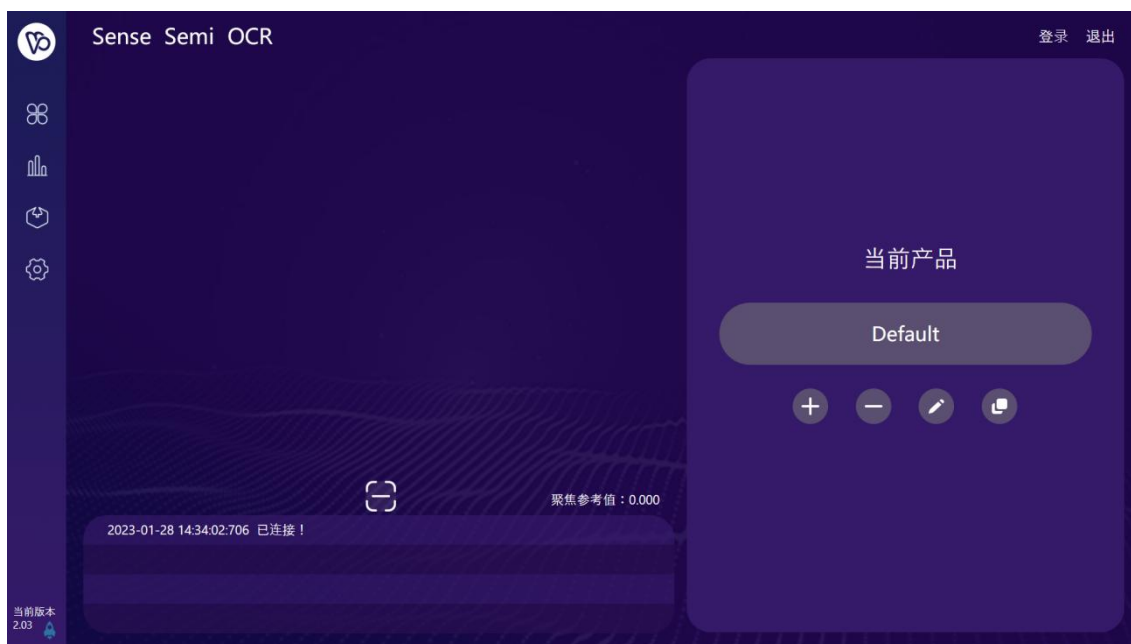 Sense Semi OCR
登录 退出
当前产品
Default
聚焦参考值：0.000
2023-01-28 14:34:02:706 已连接！
当前版本
2.03